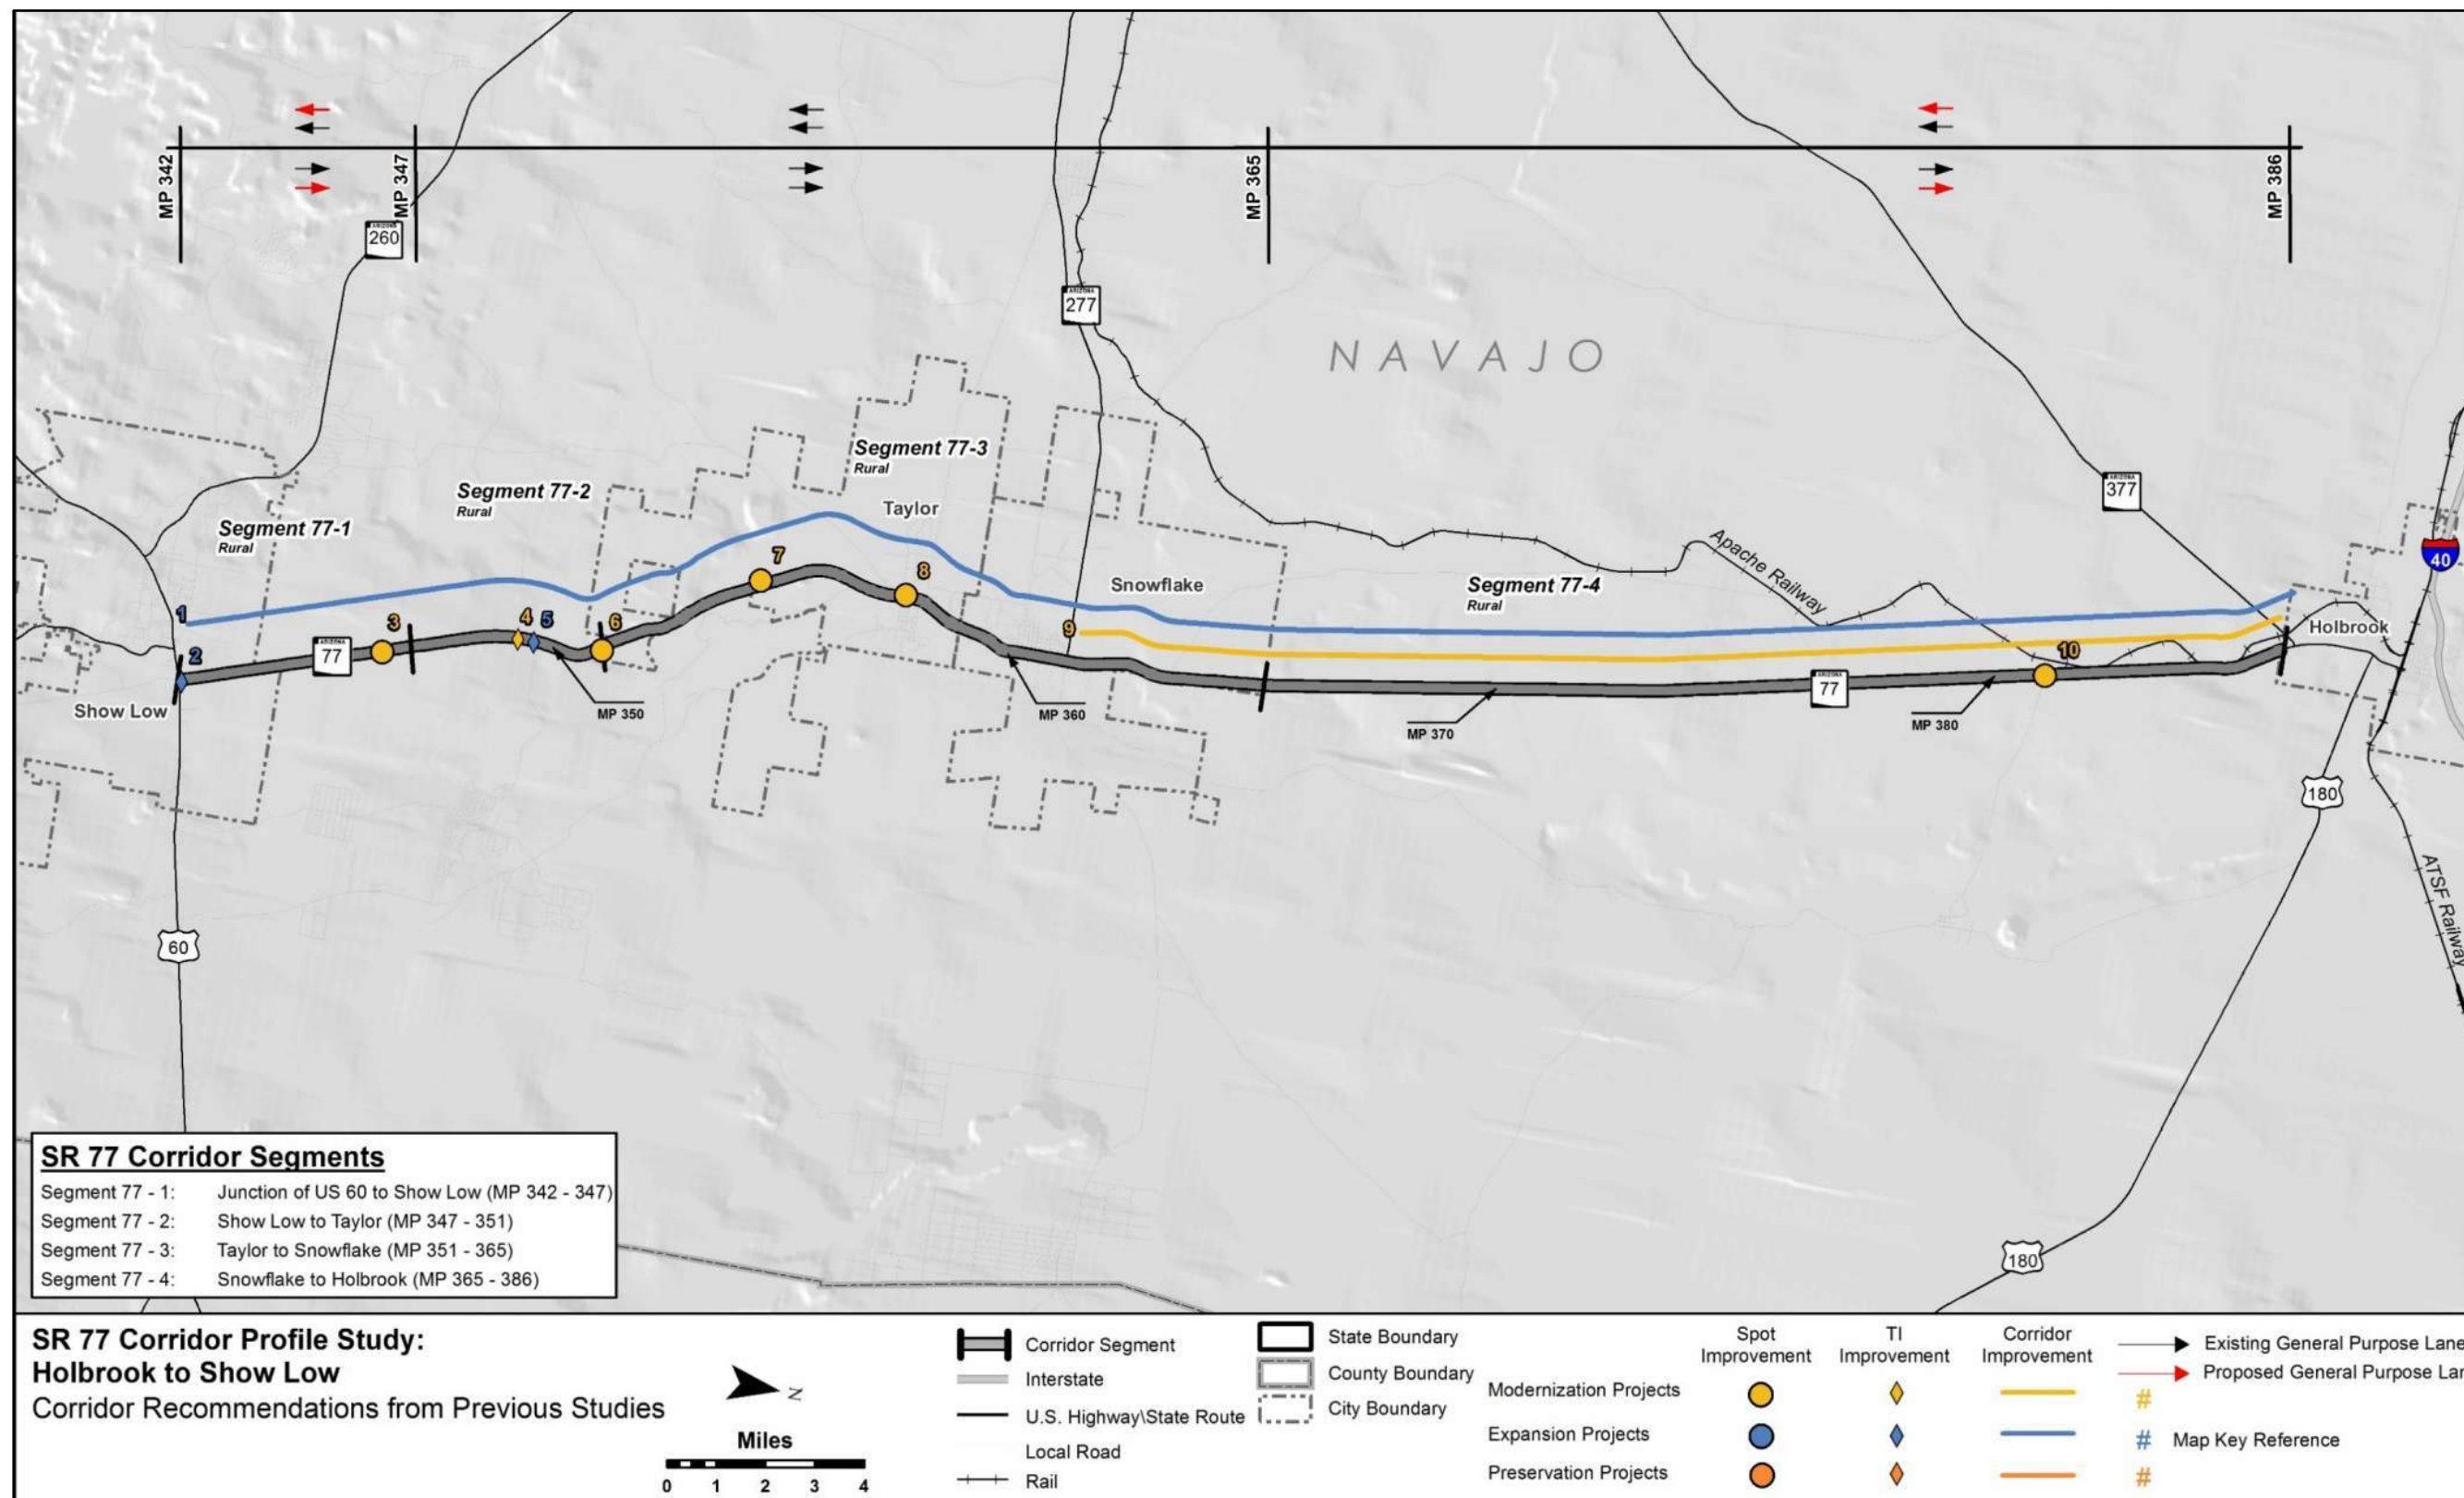 MP 342
MP 347
MP 365
MP 386
ARIZONA
260
ARIZONA
277
NAVAJO
Segment 77-3
Rural
Segment 77-2
Rural
Taylor
ARIZONA
377
Segment 77-1
Rural
Apache Railway
40
7
8
Snowflake
Segment 77-4
Rural
1
3
4
5
6
9
Holbrook
2
ARIZONA
77
10
ARIZONA
77
Show Low
MP 350
MP 360
MP 370
MP 380
180
ATSF Railway
60
180
SR 77 Corridor Segments
Segment 77 - 1: Junction of US 60 to Show Low (MP 342 - 347)
Segment 77 - 2: Show Low to Taylor (MP 347 - 351)
Segment 77 - 3: Taylor to Snowflake (MP 351 - 365)
Segment 77 - 4: Snowflake to Holbrook (MP 365 - 386)
SR 77 Corridor Profile Study:
Holbrook to Show Low
Corridor Recommendations from Previous Studies
N
Miles
0 1 2 3 4
Corridor Segment
Interstate
U.S. Highway\State Route
Local Road
Rail
State Boundary
County Boundary
City Boundary
Spot
Improvement
TI
Improvement
Corridor
Improvement
Modernization Projects
Expansion Projects
Preservation Projects
Existing General Purpose Lane
Proposed General Purpose
#
# Map Key Reference
#